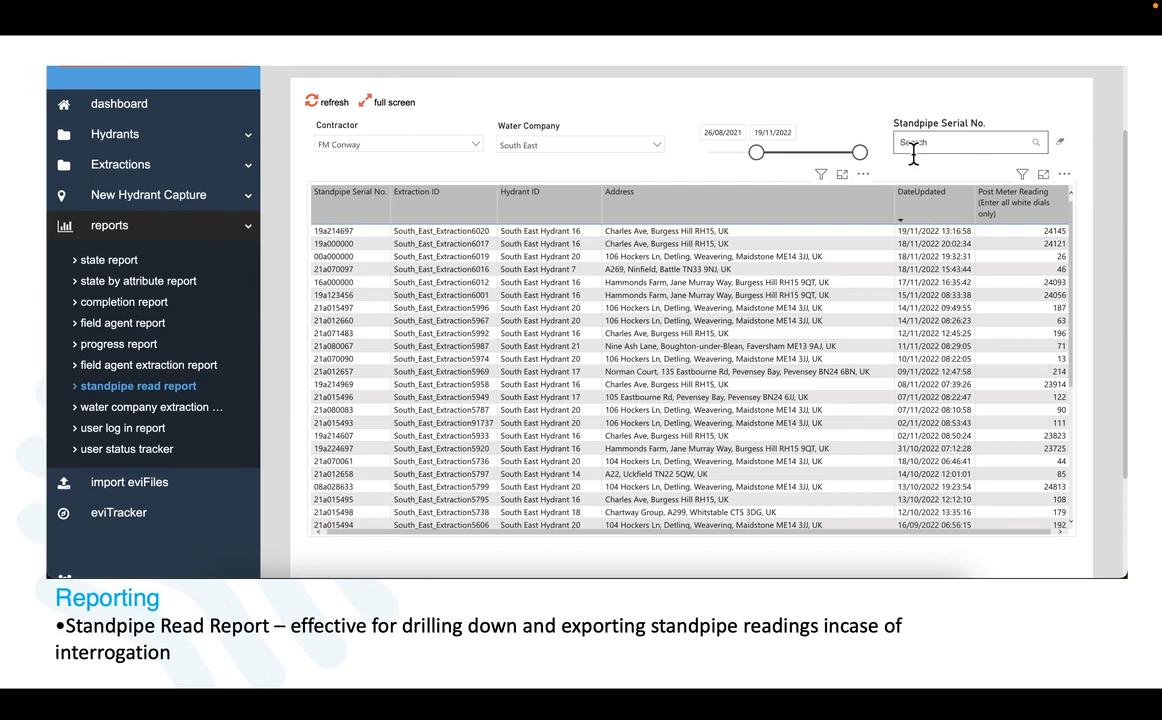 dashboard
Hydrants
Extractions
New Hydrant Capture
reports
> state report
> state by attribute report
> completion report
> field agent report
> progress report
> field agent extraction report
> standpipe read report
> water company extraction ...
> user log in report
> user status tracker
import eviFiles
eviTracker
refresh full screen
Contractor
FM Conway
Water Company
South East
26/08/2021 19/11/2022
Standpipe Serial No.
Search
Standpipe Serial No. Extraction ID Hydrant ID Address DateUpdated Post Meter Reading
(Enter all white dials
only)
19a214697 South_East_Extraction6020 South East Hydrant 16 Charles Ave, Burgess Hill RH15, UK 19/11/2022 13:16:58 24145
19a000000 South_East_Extraction6017 South East Hydrant 16 Charles Ave, Burgess Hill RH15, UK 18/11/2022 20:02:34 24121
00a000000 South_East_Extraction6019 South East Hydrant 20 106 Hockers Ln, Detling, Weavering, Maidstone ME14 3JJ, UK 18/11/2022 19:32:31 26
21a070097 South_East_Extraction6016 South East Hydrant 7 A269, Ninfield, Battle TN33 9NJ, UK 18/11/2022 15:43:44 46
16a000000 South_East_Extraction6012 South East Hydrant 16 Hammonds Farm, Jane Murray Way, Burgess Hill RH15 9QT, UK 17/11/2022 16:35:42 24093
19a123456 South_East_Extraction6001 South East Hydrant 16 Hammonds Farm, Jane Murray Way, Burgess Hill RH15 9QT, UK 15/11/2022 08:33:38 24056
21a015497 South_East_Extraction5996 South East Hydrant 20 106 Hockers Ln, Detling, Weavering, Maidstone ME14 3JJ, UK 14/11/2022 09:49:55 187
21a012660 South_East_Extraction5967 South East Hydrant 20 106 Hockers Ln, Detling, Weavering, Maidstone ME14 3JJ, UK 14/11/2022 08:26:23 63
21a071483 South_East_Extraction5992 South East Hydrant 16 Charles Ave, Burgess Hill RH15, UK 12/11/2022 12:45:25 196
21a080067 South_East_Extraction5987 South East Hydrant 21 Nine Ash Lane, Boughton-under-Blean, Faversham ME13 9AJ, UK 11/11/2022 08:29:05 71
21a070090 South_East_Extraction5974 South East Hydrant 20 106 Hockers Ln, Detling, Weavering, Maidstone ME14 3JJ, UK 10/11/2022 08:22:05 13
21a012657 South_East_Extraction5969 South East Hydrant 17 Norman Court, 135 Eastbourne Rd, Pevensey Bay, Pevensey BN24 6BN, UK 09/11/2022 12:47:58 214
19a214969 South_East_Extraction5958 South East Hydrant 16 Charles Ave, Burgess Hill RH15, UK 08/11/2022 07:39:26 23914
21a015496 South_East_Extraction5949 South East Hydrant 17 105 Eastbourne Rd, Pevensey Bay, Pevensey BN24 6JJ, UK 07/11/2022 08:22:47 122
21a080083 South_East_Extraction5787 South East Hydrant 20 106 Hockers Ln, Detling, Weavering, Maidstone ME14 3JJ, UK 07/11/2022 08:10:58 90
21a015493 South_East_Extraction91737 South East Hydrant 20 106 Hockers Ln, Detling, Weavering, Maidstone ME14 3JJ, UK 02/11/2022 08:53:43 111
19a214607 South_East_Extraction5933 South East Hydrant 16 Charles Ave, Burgess Hill RH15, UK 02/11/2022 08:50:24 23823
19a224697 South_East_Extraction5920 South East Hydrant 16 Hammonds Farm, Jane Murray Way, Burgess Hill RH15 9QT, UK 31/10/2022 07:12:28 23725
21a070061 South_East_Extraction5736 South East Hydrant 20 104 Hockers Ln, Detling, Weavering, Maidstone ME14 3JJ, UK 18/10/2022 06:46:41 44
21a012658 South_East_Extraction5797 South East Hydrant 14 A22, Uckfield TN22 5QW, UK 14/10/2022 12:01:01 85
08a028633 South_East_Extraction5799 South East Hydrant 20 104 Hockers Ln, Detling, Weavering, Maidstone ME14 3JJ, UK 13/10/2022 19:23:54 24813
21a015495 South_East_Extraction5795 South East Hydrant 16 Charles Ave, Burgess Hill RH15, UK 13/10/2022 12:12:10 108
21a015498 South_East_Extraction5738 South East Hydrant 18 Chartway Group, A299, Whitstable CT5 3DG, UK 12/10/2022 13:35:16 179
21a015494 South_East_Extraction5606 South East Hydrant 20 104 Hockers Ln, Detling, Weavering, Maidstone ME14 3JJ, UK 16/09/2022 06:56:15 192
Reporting
•Standpipe Read Report – effective for drilling down and exporting standpipe readings incase of
interrogation